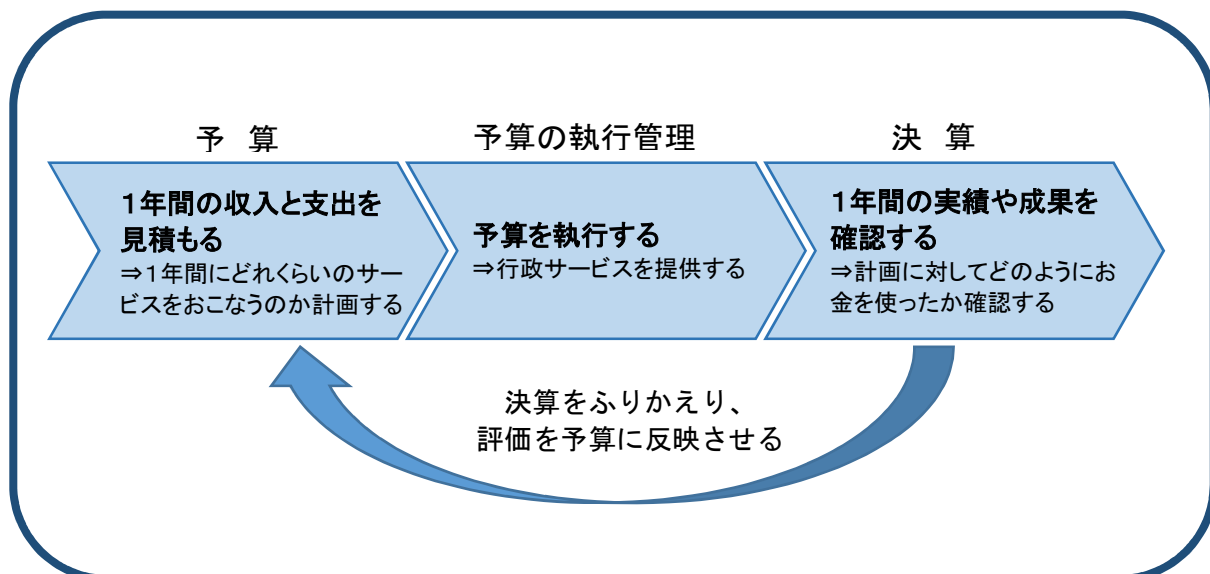 予　算
予算の執行管理
決　算
１年間の収入と支出を
見積もる
⇒１年間にどれくらいのサー
ビスをおこなうのか計画する
予算を執行する
⇒行政サービスを提供する
１年間の実績や成果を
確認する
⇒計画に対してどのようにお
金を使ったか確認する
決算をふりかえり、
評価を予算に反映させる